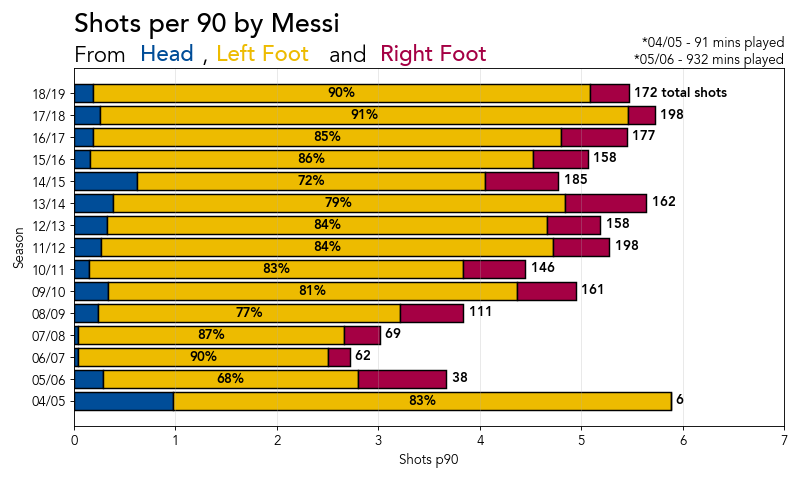 Shots per 90 by Messi
From Head , Left Foot and Right Foot
*04/05 - 91 mins played
*05/06 - 932 mins played
18/19 90% 172 total shots
17/18 91% 198
16/17 85% 177
15/16 86% 158
14/15 72% 185
13/14 79% 162
12/13 84% 158
11/12 84% 198
10/11 83% 146
09/10 81% 161
08/09 77% 111
07/08 87% 69
06/07 90% 62
05/06 68% 38
04/05 83% 6
Season
0 1 2 3 4 5 6 7
Shots p90